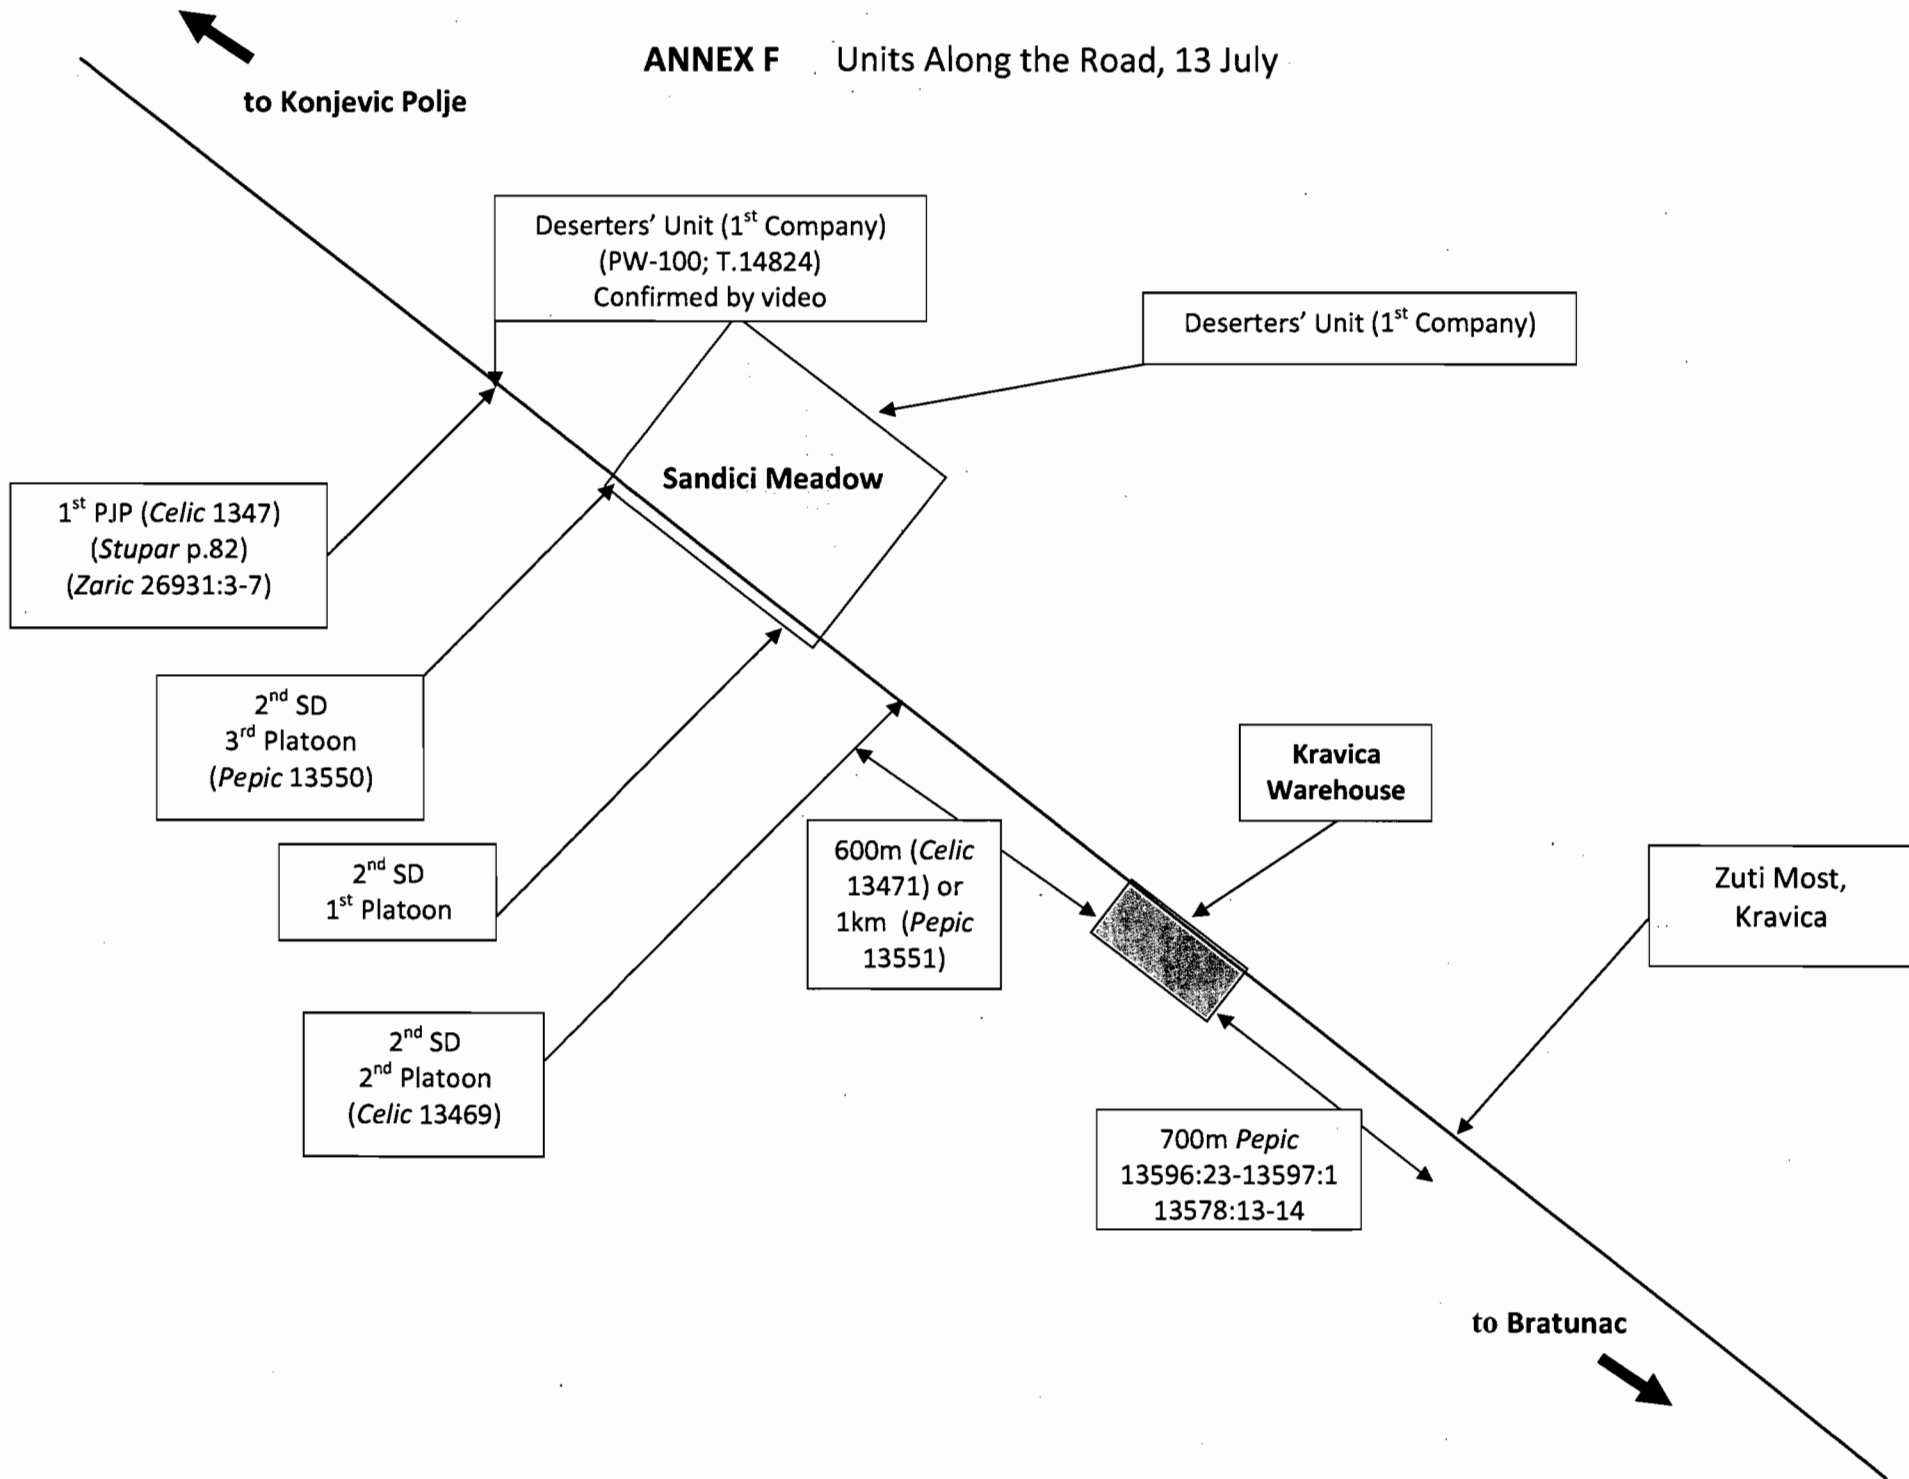 ANNEX F Units Along the Road, 13 July
to Konjevic Polje
Deserters' Unit (1st Company)
(PW-100; T.14824)
Confirmed by video
Deserters' Unit (1st Company)
Sandici Meadow
1st PJP (Celic 1347)
(Stupar p.82)
(Zaric 26931:3-7)
2nd SD
3rd Platoon
(Pepic 13550)
2nd SD
1st Platoon
2nd SD
2nd Platoon
(Celic 13469)
600m (Celic
13471) or
1km (Pepic
13551)
Kravica
Warehouse
Zuti Most,
Kravica
700m Pepic
13596:23-13597:1
13578:13-14
to Bratunac